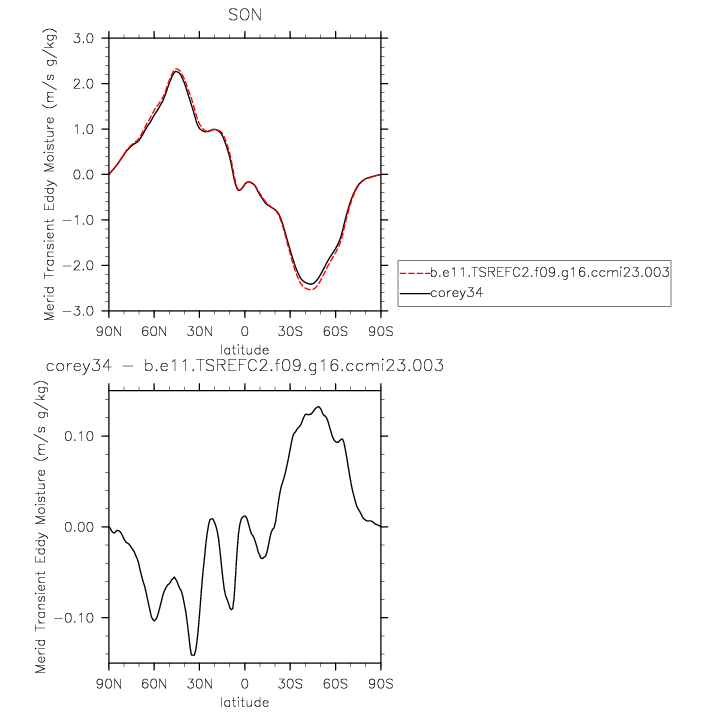 SON
Merid Transient Eddy Moisture (m/s g/kg)
3.0
2.0
1.0
0.0
−1.0
−2.0
−3.0
90N 60N 30N 0 30S 60S 90S
latitude
b.e11.TSREFC2.f09.g16.ccmi23.003
corey34
corey34 − b.e11.TSREFC2.f09.g16.ccmi23.003
Merid Transient Eddy Moisture (m/s g/kg)
0.10
0.00
−0.10
90N 60N 30N 0 30S 60S 90S
latitude